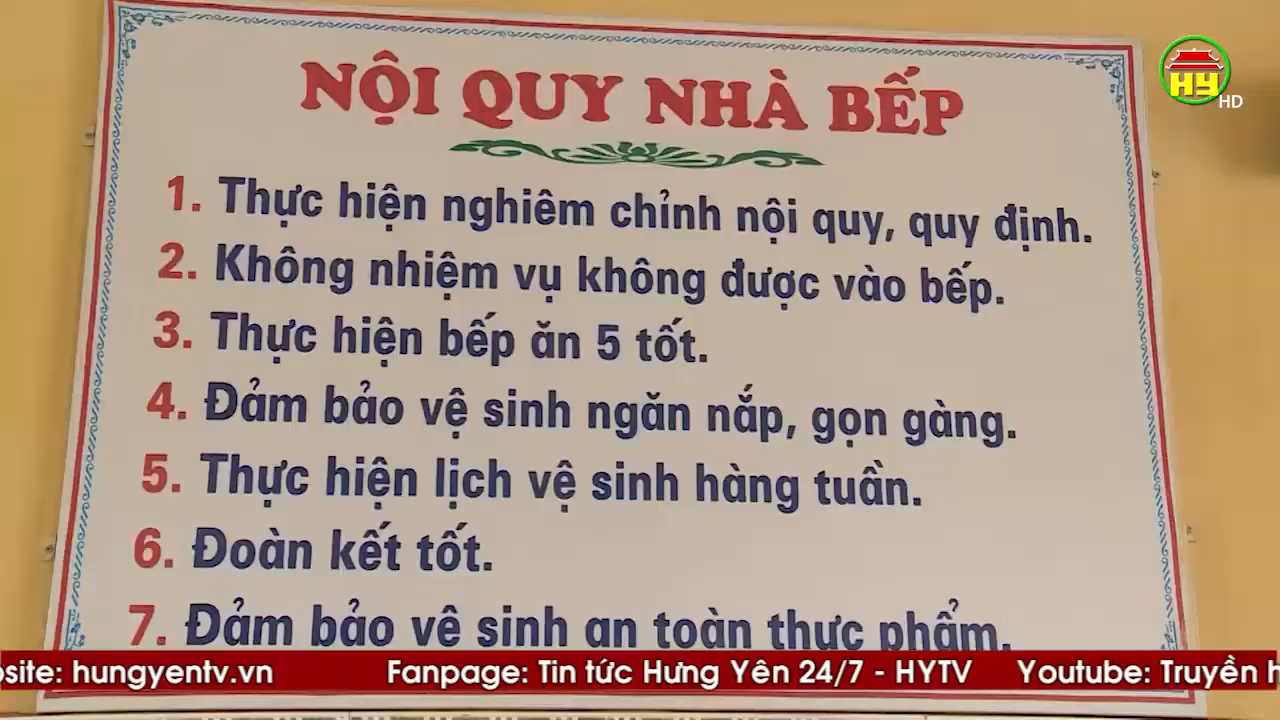 NỘI QUY NHÀ BẾP
1. Thực hiện nghiêm chỉnh nội quy, quy định.
2. Không nhiệm vụ không được vào bếp.
3. Thực hiện bếp ăn 5 tốt.
4. Đảm bảo vệ sinh ngăn nắp, gọn gàng.
5. Thực hiện lịch vệ sinh hàng tuần.
6. Đoàn kết tốt.
7. Đảm bảo vệ sinh an toàn thực phẩm.
HY
HD
site: hungyentv.vn Fanpage: Tin tức Hưng Yên 24/7 - HYTV Youtube: Truyền